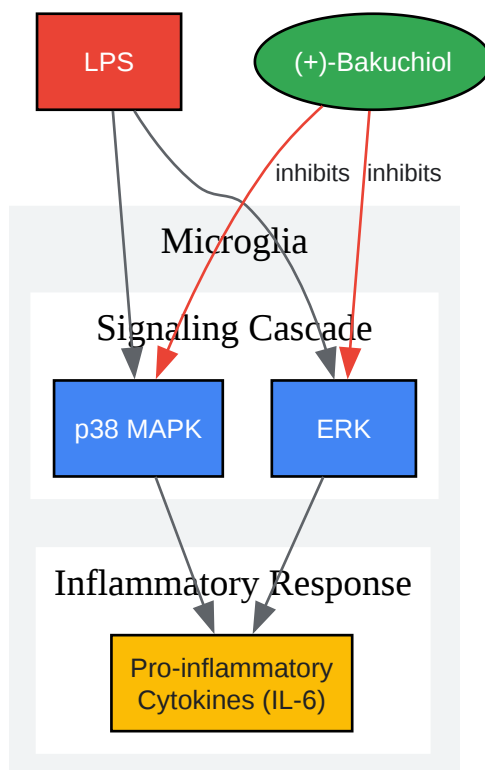 LPS
(+)-Bakuchiol
inhibits
inhibits
Microglia
Signaling Cascade
p38 MAPK
ERK
Inflammatory Response
Pro-inflammatory
Cytokines (IL-6)